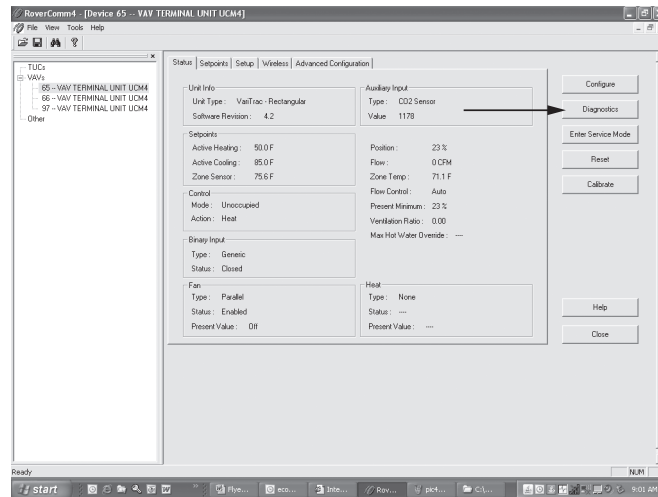 RoverComm4 - [Device 65 -- VAV TERMINAL UNIT UCM4]
File View Tools Help
TUCs
VAVs
65 -- VAV TERMINAL UNIT UCM4
66 -- VAV TERMINAL UNIT UCM4
97 -- VAV TERMINAL UNIT UCM4
Other
Status Setpoints Setup Wireless Advanced Configuration
Unit Info
Unit Type : VariTrac - Rectangular
Software Revision : 4.2
Auxiliary Input
Type : CO2 Sensor
Value 1178
Setpoints
Active Heating : 50.0 F
Active Cooling : 85.0 F
Zone Sensor : 75.6 F
Control
Mode : Unoccupied
Action : Heat
Binary Input
Type : Generic
Status : Closed
Position : 23 %
Flow : 0 CFM
Zone Temp : 71.1 F
Flow Control : Auto
Present Minimum : 23 %
Ventilation Ratio : 0.00
Max Hot Water Override : ----
Fan
Type : Parallel
Status : Enabled
Present Value : Off
Heat
Type : None
Status : ----
Present Value : ----
Configure
Diagnostics
Enter Service Mode
Reset
Calibrate
Help
Close
Ready
NUM
start
Flye...
eco...
Inte...
Rov...
pic4...
C:\...
9:01 AM